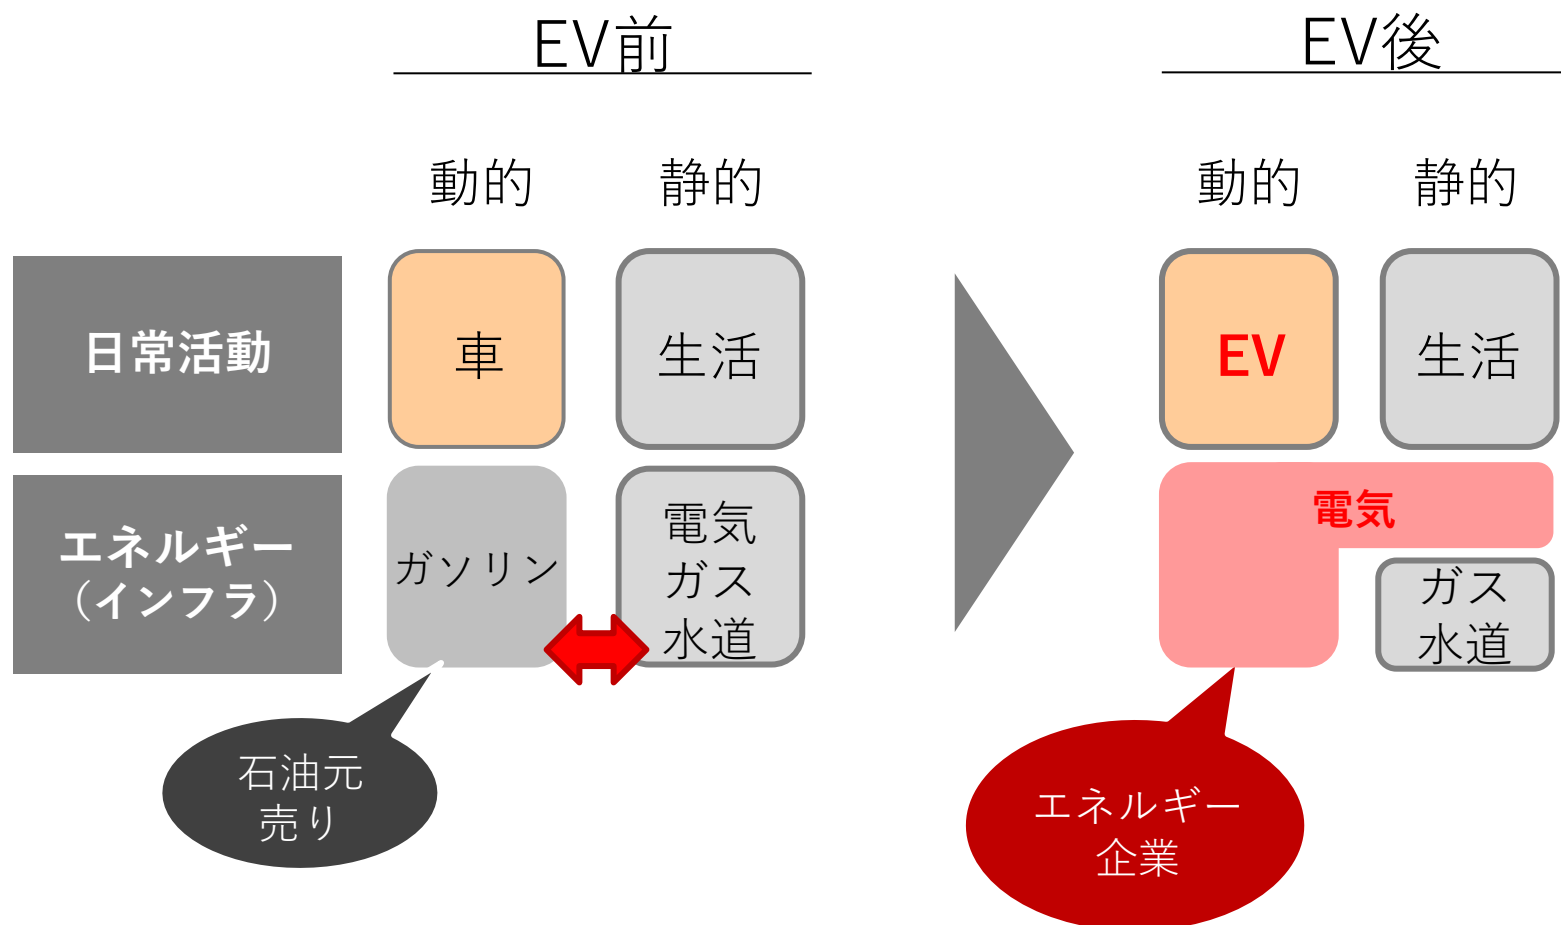 EV前
EV後
動的
静的
動的
静的
日常活動
車
生活
EV
生活
エネルギー
（インフラ）
ガソリン
電気
ガス
水道
電気
ガス
水道
石油元
売り
エネルギー
企業